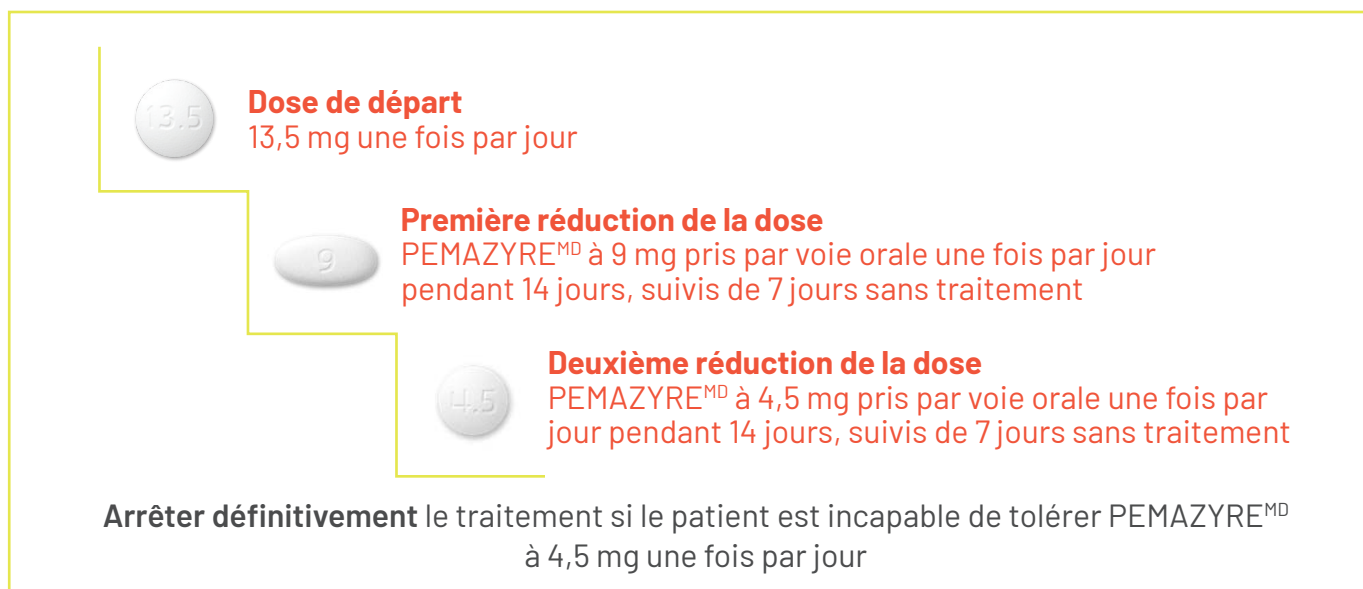 13.5
Dose de départ
13,5 mg une fois par jour
9
Première réduction de la dose
PEMAZYREᴹᴰ à 9 mg pris par voie orale une fois par jour
pendant 14 jours, suivis de 7 jours sans traitement
4.5
Deuxième réduction de la dose
PEMAZYREᴹᴰ à 4,5 mg pris par voie orale une fois par
jour pendant 14 jours, suivis de 7 jours sans traitement
Arrêter définitivement le traitement si le patient est incapable de tolérer PEMAZYREᴹᴰ
à 4,5 mg une fois par jour